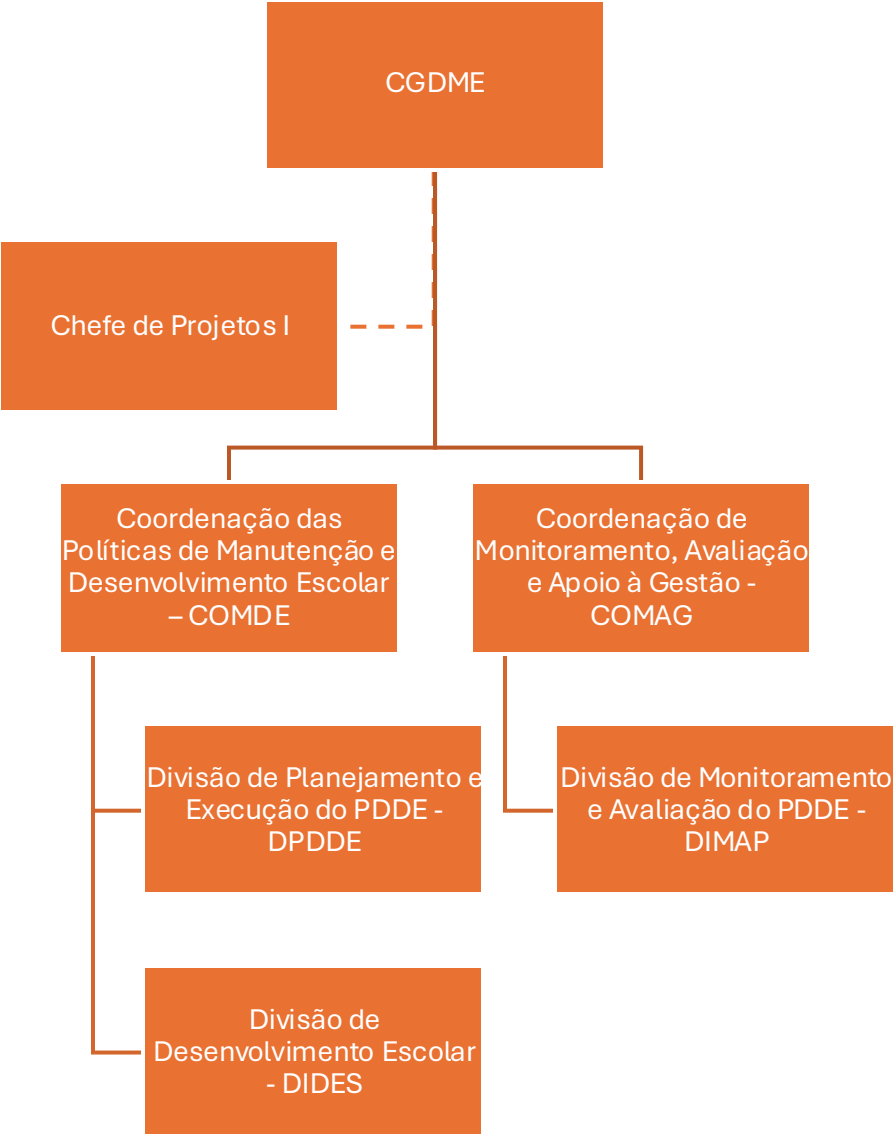 CGDME
Chefe de Projetos I
Coordenação das
Políticas de Manutenção e
Desenvolvimento Escolar
– COMDE
Coordenação de
Monitoramento, Avaliação
e Apoio à Gestão -
COMAG
Divisão de Planejamento e
Execução do PDDE -
DPDDE
Divisão de Monitoramento
e Avaliação do PDDE -
DIMAP
Divisão de
Desenvolvimento Escolar
- DIDES